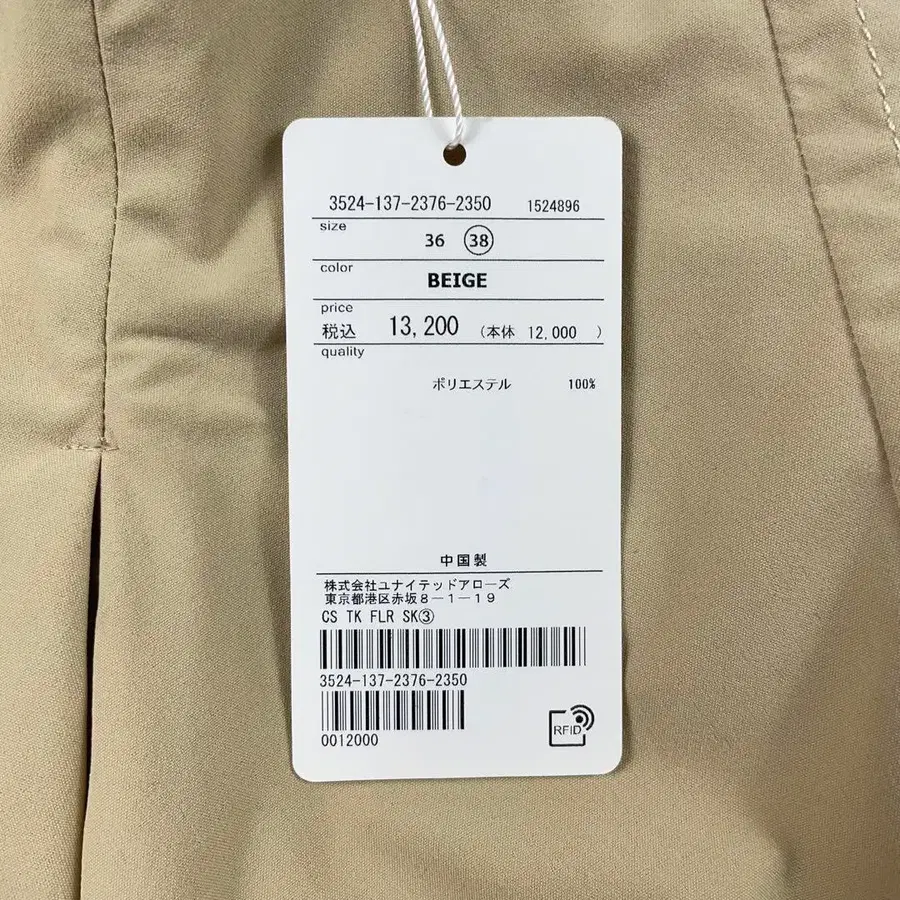 3524-137-2376-2350 1524896
size
36 38
color
BEIGE
price
税込 13,200 (本体 12,000 )
quality
ポリエステル 100%
中国製
株式会社ユナイテッドアローズ
東京都港区赤坂8-1-19
CS TK FLR SK③
3524-137-2376-2350
0012000
RFID